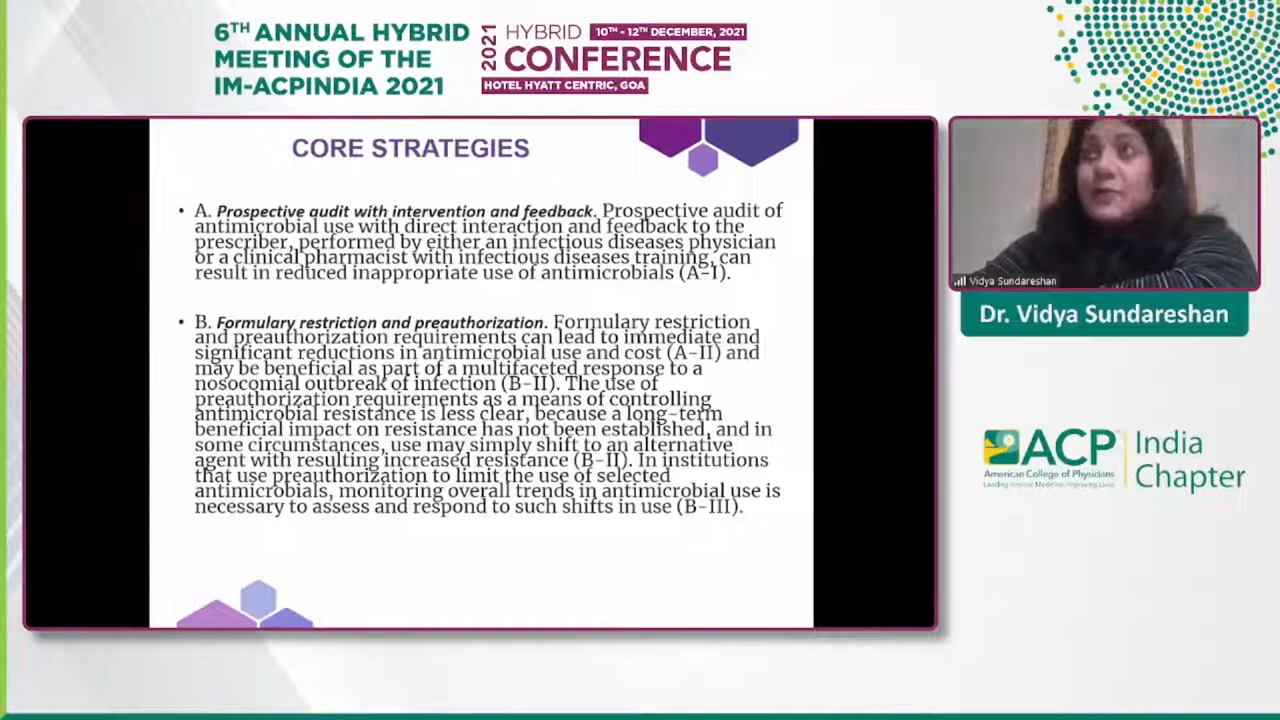 6TH ANNUAL HYBRID
MEETING OF THE
IM-ACPINDIA 2021
2021
HYBRID
10TH - 12TH DECEMBER, 2021
CONFERENCE
HOTEL HYATT CENTRIC, GOA
CORE STRATEGIES
• A. Prospective audit with intervention and feedback. Prospective audit of
antimicrobial use with direct interaction and feedback to the
prescriber, performed by either an infectious diseases physician
or a clinical pharmacist with infectious diseases training, can
result in reduced inappropriate use of antimicrobials (A-I).
• B. Formulary restriction and preauthorization. Formulary restriction
and preauthorization requirements can lead to immediate and
significant reductions in antimicrobial use and cost (A-II) and
may be beneficial as part of a multifaceted response to a
nosocomial outbreak of infection (B-II). The use of
preauthorization requirements as a means of controlling
antimicrobial resistance is less clear, because a long-term
beneficial impact on resistance has not been established, and in
some circumstances, use may simply shift to an alternative
agent with resulting increased resistance (B-II). In institutions
that use preauthorization to limit the use of selected
antimicrobials, monitoring overall trends in antimicrobial use is
necessary to assess and respond to such shifts in use (B-III).
Vidya Sundareshan
Dr. Vidya Sundareshan
ACP
American College of Physicians
Leading Internal Medicine, Improving Lives
India
Chapter